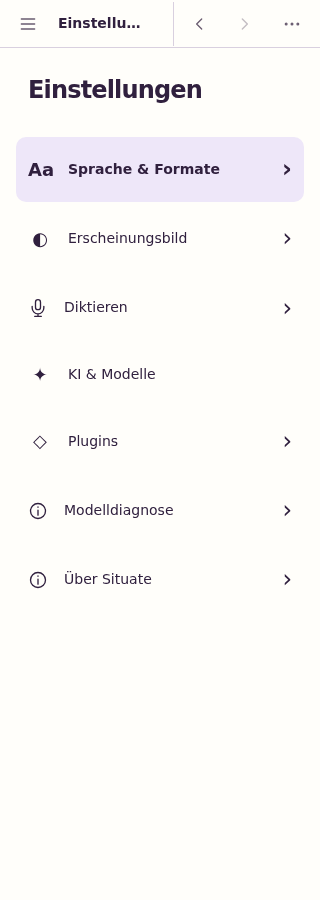 Einstellu...
Einstellungen
Aa Sprache & Formate
Erscheinungsbild
Diktieren
KI & Modelle
Plugins
Modelldiagnose
Über Situate